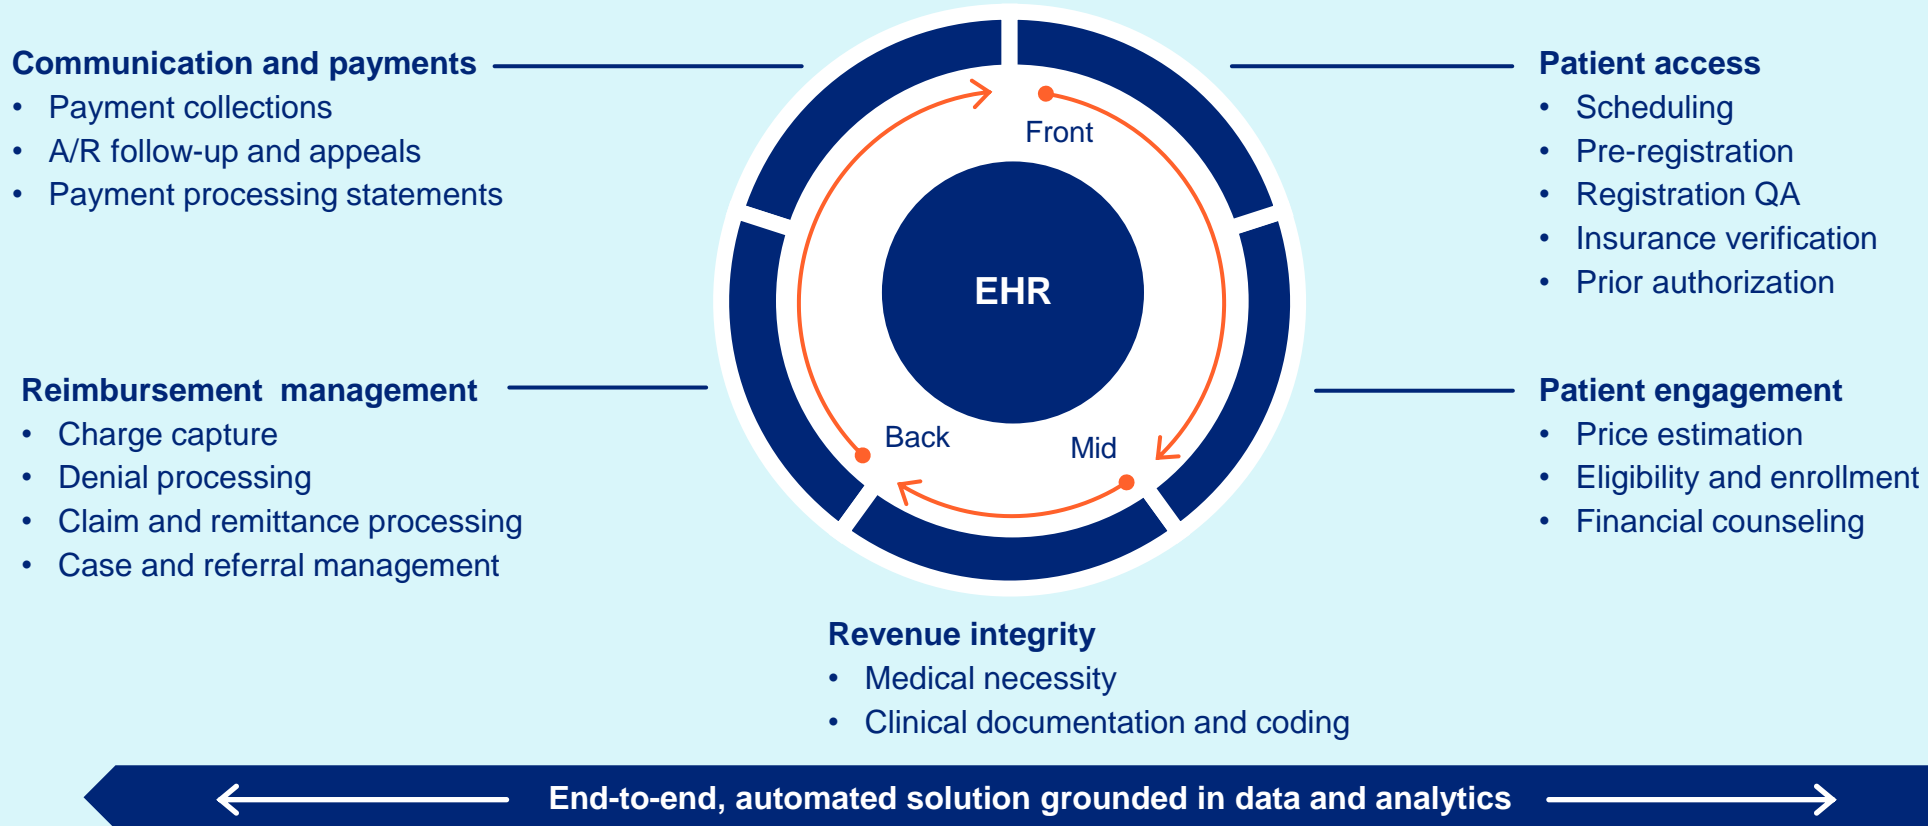 Communication and payments
• Payment collections
• A/R follow-up and appeals
• Payment processing statements
Patient access
• Scheduling
• Pre-registration
• Registration QA
• Insurance verification
• Prior authorization
Front
EHR
Back
Mid
Reimbursement management
• Charge capture
• Denial processing
• Claim and remittance processing
• Case and referral management
Patient engagement
• Price estimation
• Eligibility and enrollment
• Financial counseling
Revenue integrity
• Medical necessity
• Clinical documentation and coding
End-to-end, automated solution grounded in data and analytics